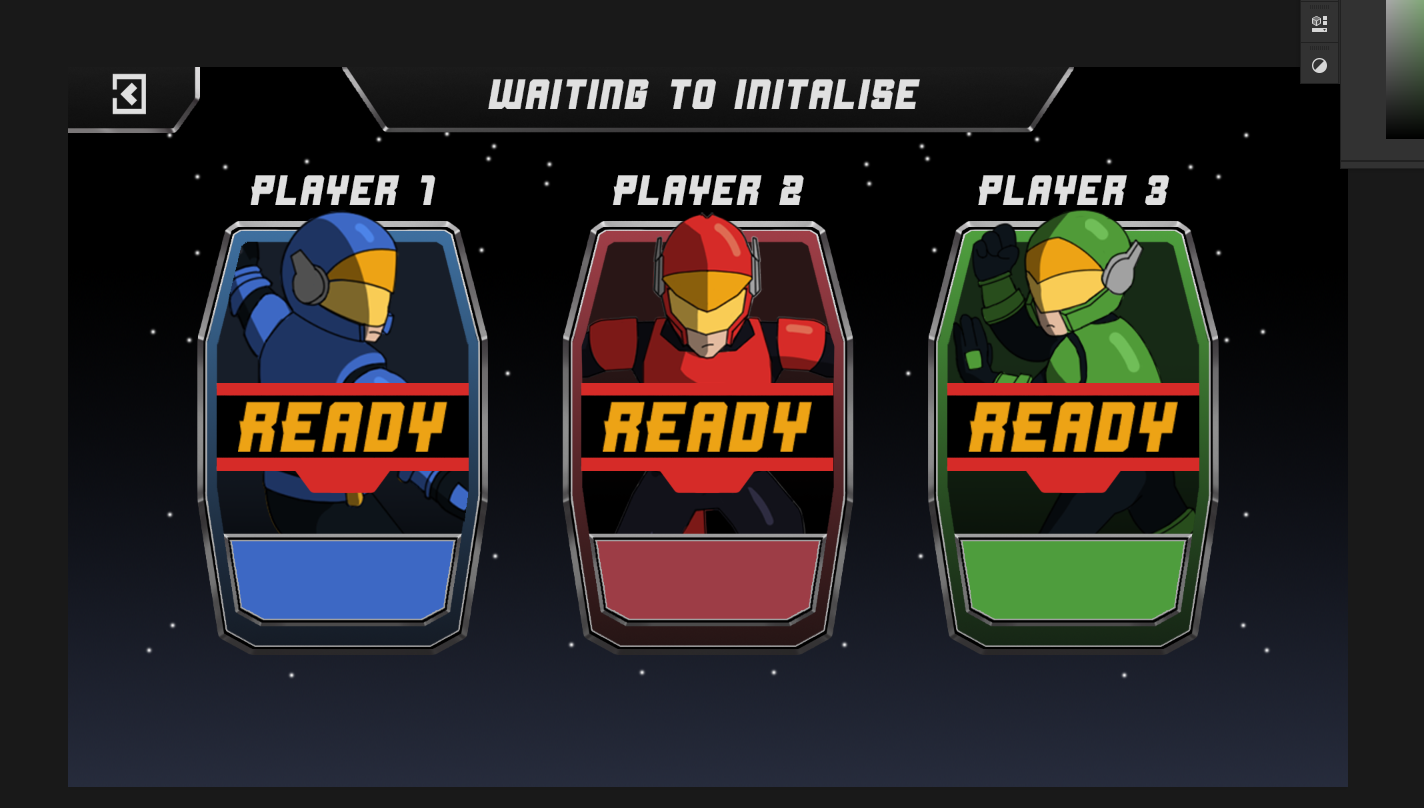 WAITING TO INITALISE
PLAYER 1
PLAYER 2
PLAYER 3
READY
READY
READY